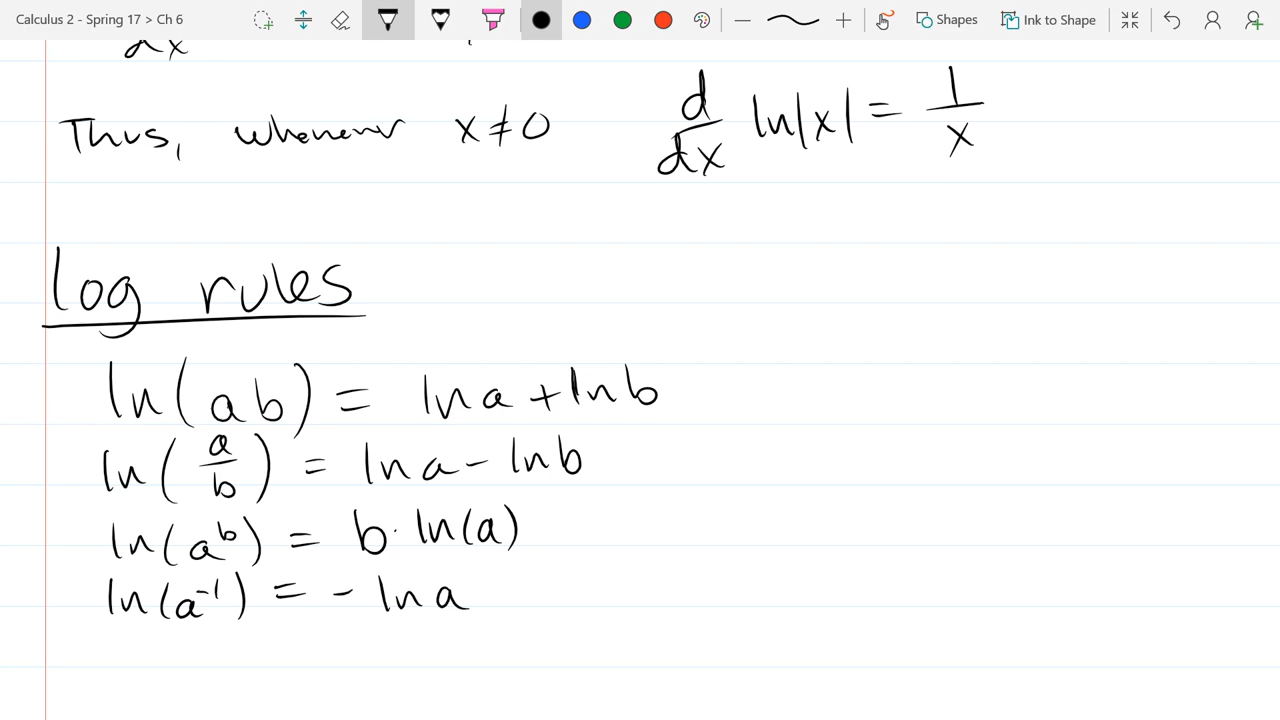 Calculus 2 - Spring 17 > Ch 6 Shapes Ink to Shape
dx
Thus, whenever x ≠ 0 d/dx ln|x| = 1/x
log rules
ln(ab) = ln a + ln b
ln(a/b) = ln a - ln b
ln(a^b) = b · ln(a)
ln(a^-1) = - ln a